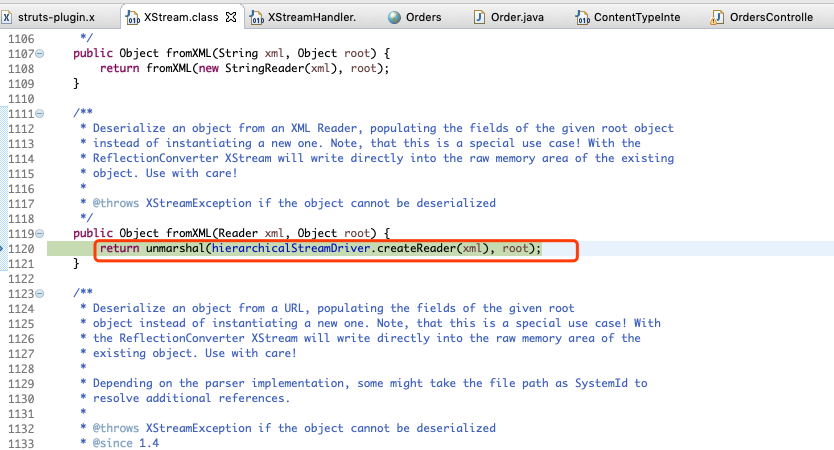 struts-plugin.x XStream.class XStreamHandler. Orders Order.java ContentTypeInte OrdersControlle
1106 */
1107 public Object fromXML(String xml, Object root) {
1108 return fromXML(new StringReader(xml), root);
1109 }
1110
1111 /**
1112 * Deserialize an object from an XML Reader, populating the fields of the given root object
1113 * instead of instantiating a new one. Note, that this is a special use case! With the
1114 * ReflectionConverter XStream will write directly into the raw memory area of the existing
1115 * object. Use with care!
1116 *
1117 * @throws XStreamException if the object cannot be deserialized
1118 */
1119 public Object fromXML(Reader xml, Object root) {
1120 return unmarshal(hierarchicalStreamDriver.createReader(xml), root);
1121 }
1122
1123 /**
1124 * Deserialize an object from a URL, populating the fields of the given root
1125 * object instead of instantiating a new one. Note, that this is a special use case! With
1126 * the ReflectionConverter XStream will write directly into the raw memory area of the
1127 * existing object. Use with care!
1128 *
1129 * Depending on the parser implementation, some might take the file path as SystemId to
1130 * resolve additional references.
1131 *
1132 * @throws XStreamException if the object cannot be deserialized
1133 * @since 1.4